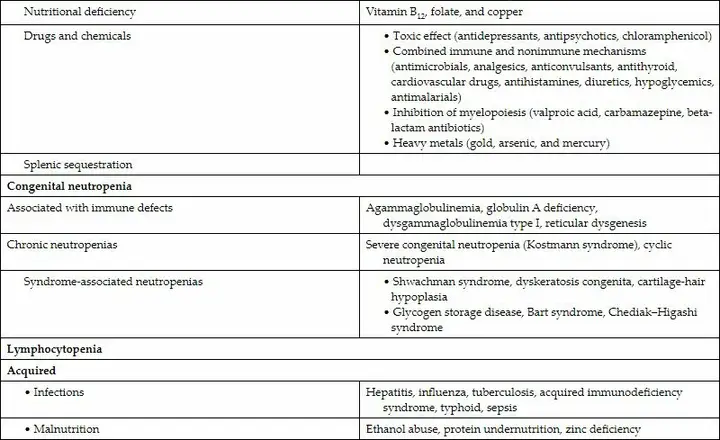 Nutritional deficiency
Vitamin B12, folate, and copper
Drugs and chemicals
• Toxic effect (antidepressants, antipsychotics, chloramphenicol)
• Combined immune and nonimmune mechanisms
(antimicrobials, analgesics, anticonvulsants, antithyroid,
cardiovascular drugs, antihistamines, diuretics, hypoglycemics,
antimalarials)
• Inhibition of myelopoiesis (valproic acid, carbamazepine, beta-
lactam antibiotics)
• Heavy metals (gold, arsenic, and mercury)
Splenic sequestration
Congenital neutropenia
Associated with immune defects
Agammaglobulinemia, globulin A deficiency,
dysgammaglobulinemia type I, reticular dysgenesis
Chronic neutropenias
Severe congenital neutropenia (Kostmann syndrome), cyclic
neutropenia
Syndrome-associated neutropenias
• Shwachman syndrome, dyskeratosis congenita, cartilage-hair
hypoplasia
• Glycogen storage disease, Bart syndrome, Chediak–Higashi
syndrome
Lymphocytopenia
Acquired
• Infections
Hepatitis, influenza, tuberculosis, acquired immunodeficiency
syndrome, typhoid, sepsis
• Malnutrition
Ethanol abuse, protein undernutrition, zinc deficiency